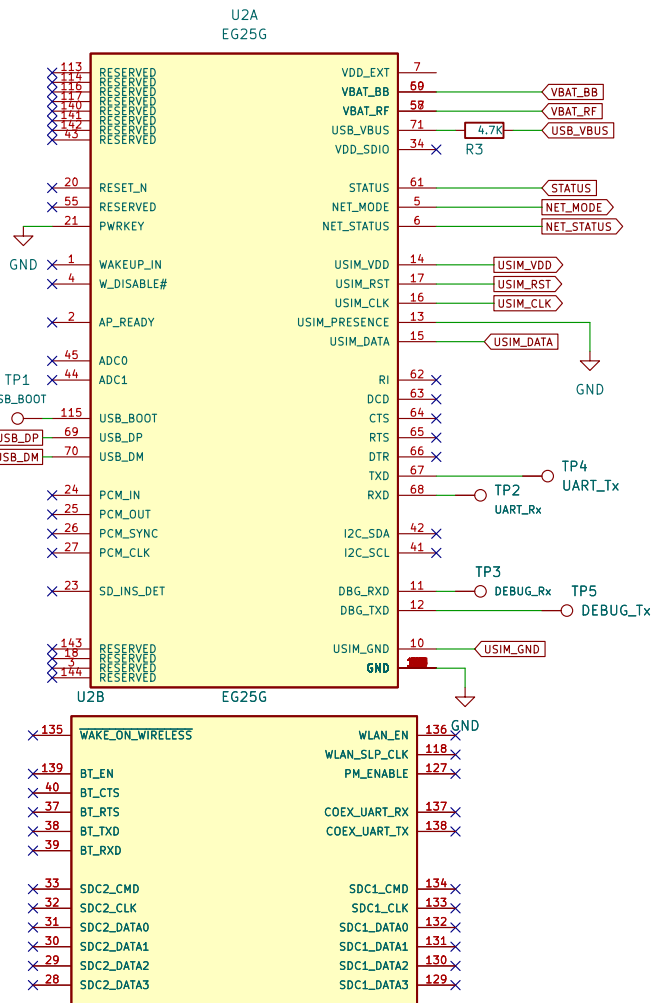 U2A
EG25G
113 RESERVED
114 RESERVED
116 RESERVED
117 RESERVED
140 RESERVED
141 RESERVED
142 RESERVED
43 RESERVED
20 RESET_N
55 RESERVED
21 PWRKEY
GND
1 WAKEUP_IN
4 W_DISABLE#
2 AP_READY
45 ADC0
44 ADC1
TP1
SB_BOOT
115 USB_BOOT
USB_DP 69 USB_DP
USB_DM 70 USB_DM
24 PCM_IN
25 PCM_OUT
26 PCM_SYNC
27 PCM_CLK
23 SD_INS_DET
143 RESERVED
18 RESERVED
3 RESERVED
144 RESERVED
VDD_EXT 7
VBAT_BB VBAT_BB
VBAT_RF VBAT_RF
USB_VBUS 71 4.7K USB_VBUS
R3
VDD_SDIO 34
STATUS 61 STATUS
NET_MODE 5 NET_MODE
NET_STATUS 6 NET_STATUS
USIM_VDD 14 USIM_VDD
USIM_RST 17 USIM_RST
USIM_CLK 16 USIM_CLK
USIM_PRESENCE 13
USIM_DATA 15 USIM_DATA
GND
RI 62
DCD 63
CTS 64
RTS 65
DTR 66
TXD 67 TP4
UART_Tx
RXD 68 TP2
UART_Rx
I2C_SDA 42
I2C_SCL 41
DBG_RXD 11 TP3
DEBUG_Rx
DBG_TXD 12 TP5
DEBUG_Tx
USIM_GND 10 USIM_GND
GND
GND
U2B
EG25G
135 WAKE_ON_WIRELESS
139 BT_EN
40 BT_CTS
37 BT_RTS
38 BT_TXD
39 BT_RXD
33 SDC2_CMD
32 SDC2_CLK
31 SDC2_DATA0
30 SDC2_DATA1
29 SDC2_DATA2
28 SDC2_DATA3
WLAN_EN 136
WLAN_SLP_CLK 118
PM_ENABLE 127
COEX_UART_RX 137
COEX_UART_TX 138
SDC1_CMD 134
SDC1_CLK 133
SDC1_DATA0 132
SDC1_DATA1 131
SDC1_DATA2 130
SDC1_DATA3 129